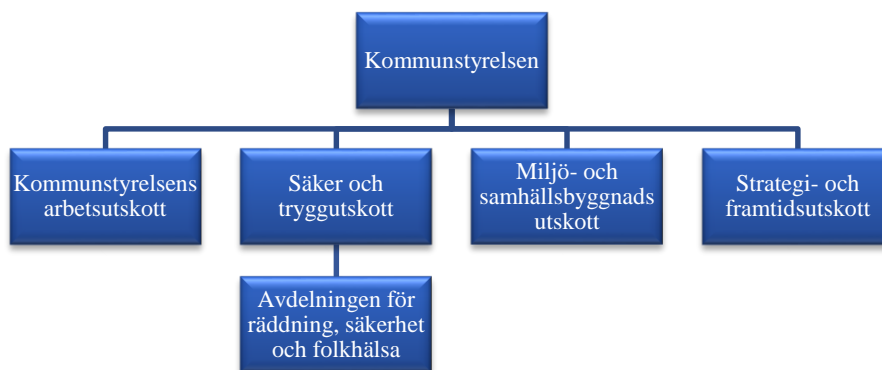 Kommunstyrelsen
Kommunstyrelsens
arbetsutskott
Säker och
tryggutskott
Miljö- och
samhällsbyggnads
utskott
Strategi- och
framtidsutskott
Avdelningen för
räddning, säkerhet
och folkhälsa